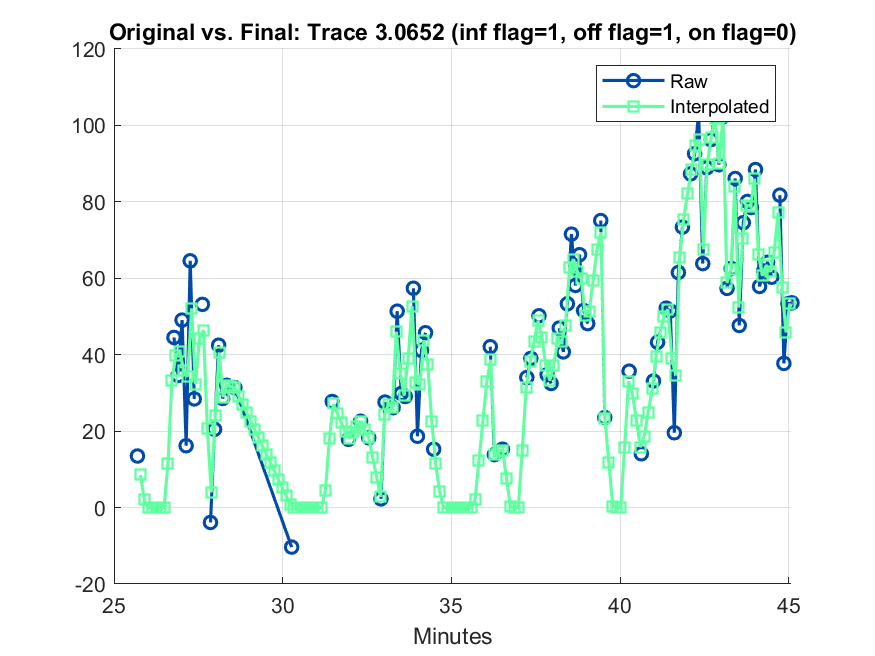 Original vs. Final: Trace 3.0652 (inf flag=1, off flag=1, on flag=0)
120
100
80
60
40
20
0
-20
Raw
Interpolated
25 30 35 40 45
Minutes